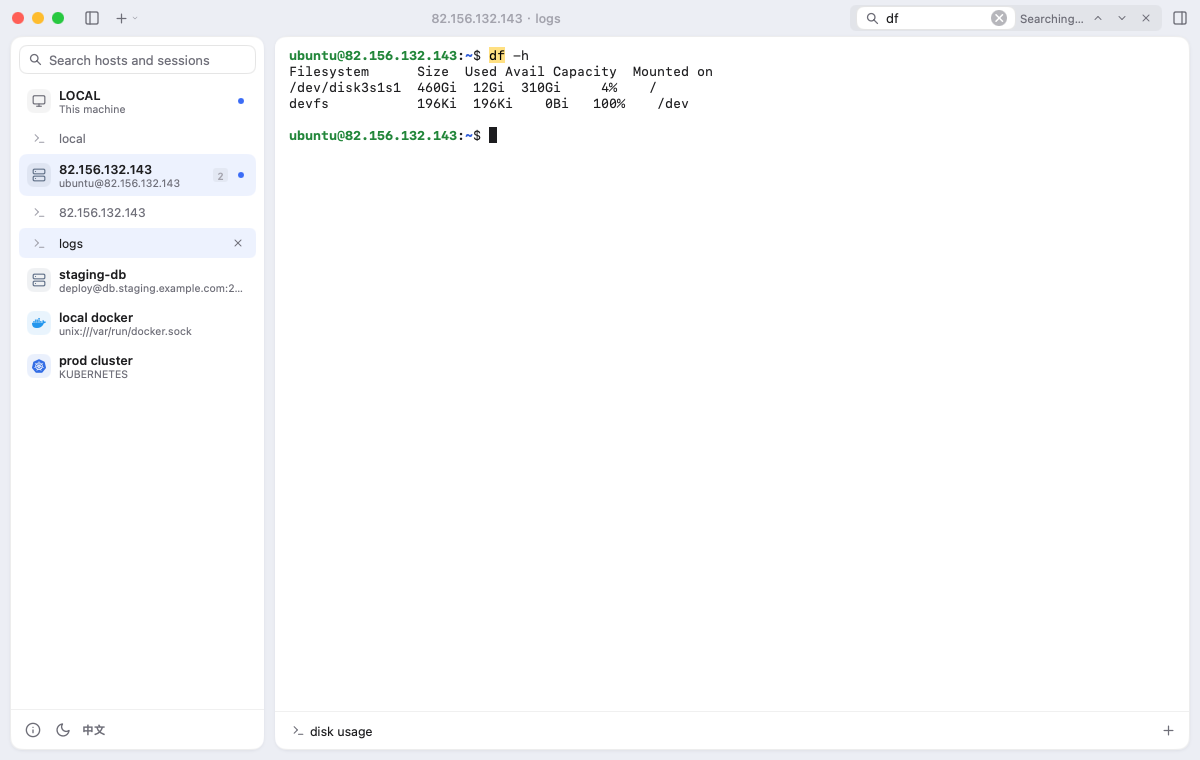 82.156.132.143 · logs
df
Searching...
Search hosts and sessions
LOCAL
This machine
local
82.156.132.143
ubuntu@82.156.132.143
2
82.156.132.143
logs
staging-db
deploy@db.staging.example.com:2...
local docker
unix:///var/run/docker.sock
prod cluster
KUBERNETES
中文
ubuntu@82.156.132.143:~$ df -h
Filesystem      Size  Used Avail Capacity  Mounted on
/dev/disk3s1s1  460Gi  12Gi  310Gi     4%    /
devfs           196Ki  196Ki    0Bi   100%    /dev
ubuntu@82.156.132.143:~$
disk usage